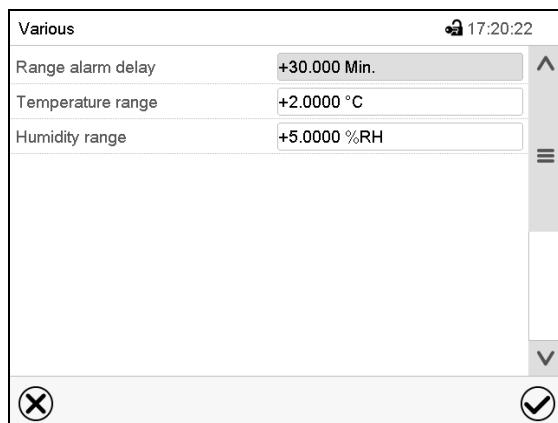 Various 17:20:22
Range alarm delay +30.000 Min.
Temperature range +2.0000 °C
Humidity range +5.0000 %RH